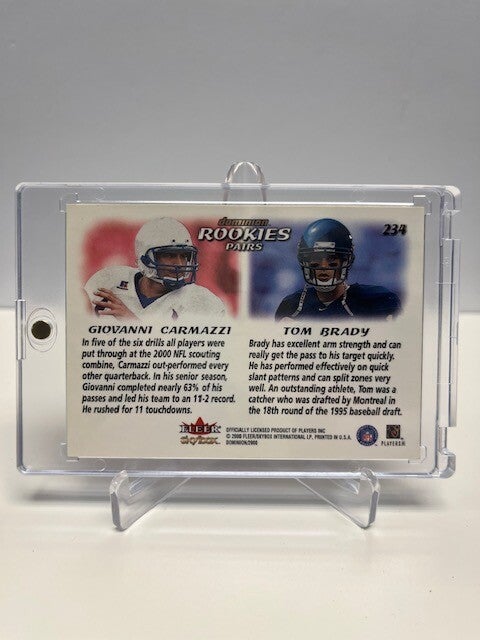 dominion
ROOKIES
PAIRS
234
GIOVANNI CARMAZZI
In five of the six drills all players were
put through at the 2000 NFL scouting
combine, Carmazzi out-performed every
other quarterback. In his senior season,
Giovanni completed nearly 63% of his
passes and led his team to an 11-2 record.
He rushed for 11 touchdowns.
TOM BRADY
Brady has excellent arm strength and can
really get the pass to his target quickly.
He has performed effectively on quick
slant patterns and can split zones very
well. An outstanding athlete, Tom was a
catcher who was drafted by Montreal in
the 18th round of the 1995 baseball draft.
FLEER
SKYBOX
OFFICIALLY LICENSED PRODUCT OF PLAYERS INC
© 2000 FLEER/SKYBOX INTERNATIONAL LP. PRINTED IN U.S.A.
DOMINION/2000
NFL
PLAYERS